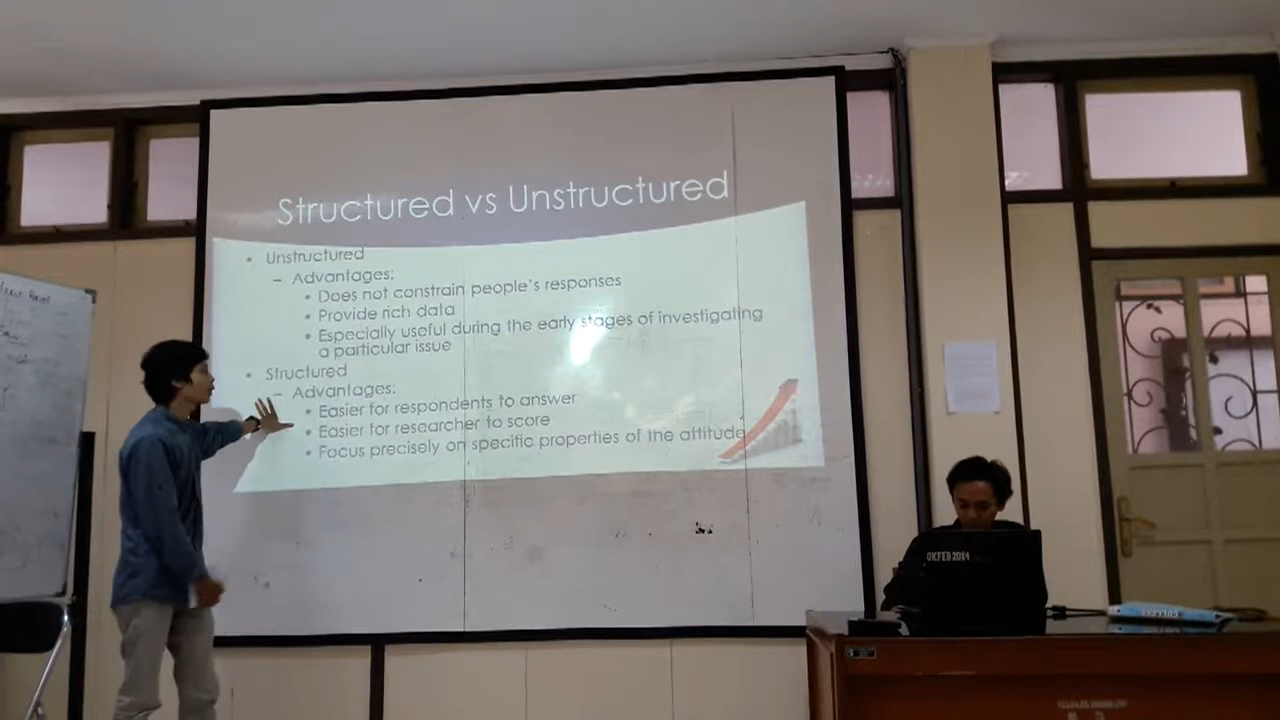 Structured vs Unstructured
• Unstructured
– Advantages:
• Does not constrain people's responses
• Provide rich data
• Especially useful during the early stages of investigating
a particular issue
• Structured
– Advantages:
• Easier for respondents to answer
• Easier for researcher to score
• Focus precisely on specific properties of the attitude
OKFEB 2014
COLLEGE